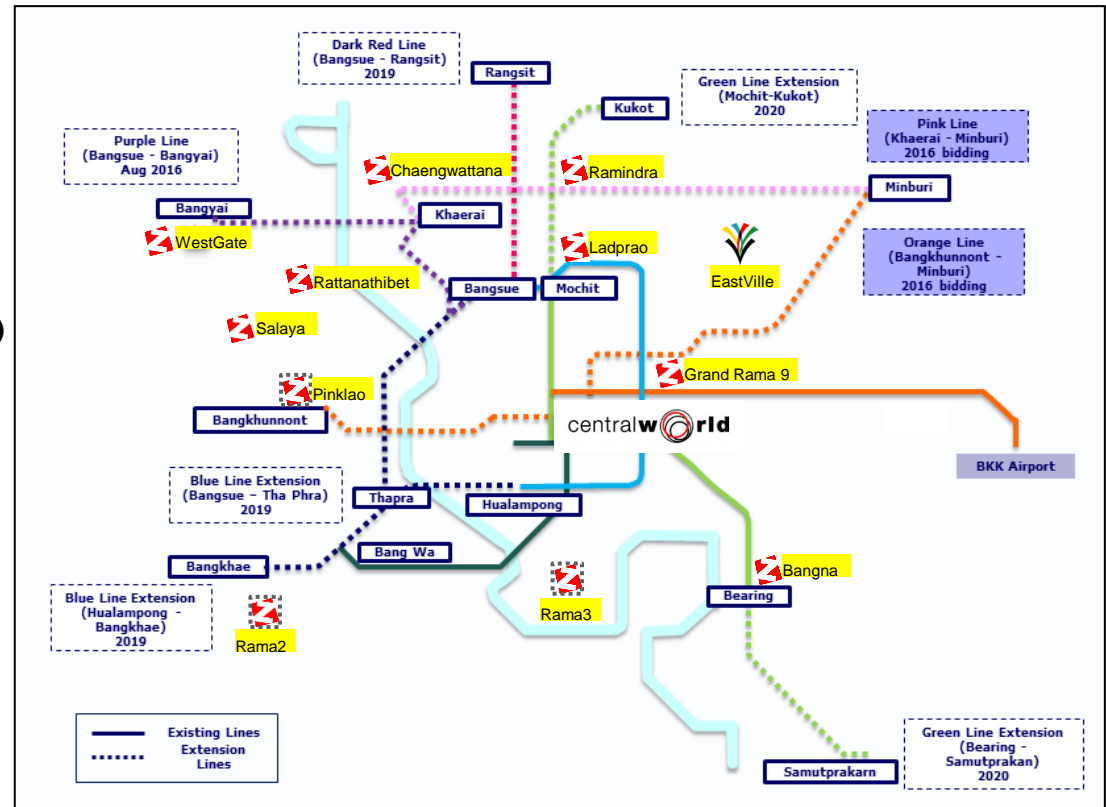 Dark Red Line
(Bangsue - Rangsit)
2019
Rangsit
Kukot
Green Line Extension
(Mochit-Kukot)
2020
Purple Line
(Bangsue - Bangyai)
Aug 2016
Pink Line
(Khaerai - Minburi)
2016 bidding
Chaengwattana
Ramindra
Minburi
Bangyai
Khaerai
WestGate
Ladprao
EastVille
Orange Line
(Bangkhunnont -
Minburi)
2016 bidding
Rattanathibet
Bangsue
Mochit
Salaya
)
Grand Rama 9
Pinklao
Bangkhunnont
centralw rld
BKK Airport
Blue Line Extension
(Bangsue – Tha Phra)
2019
Thapra
Hualampong
Bang Wa
Bangkhae
Bangna
Bearing
Blue Line Extension
(Hualampong -
Bangkhae)
2019
Rama3
Rama2
Existing Lines
Extension
Lines
Green Line Extension
(Bearing -
Samutprakan)
2020
Samutprakarn